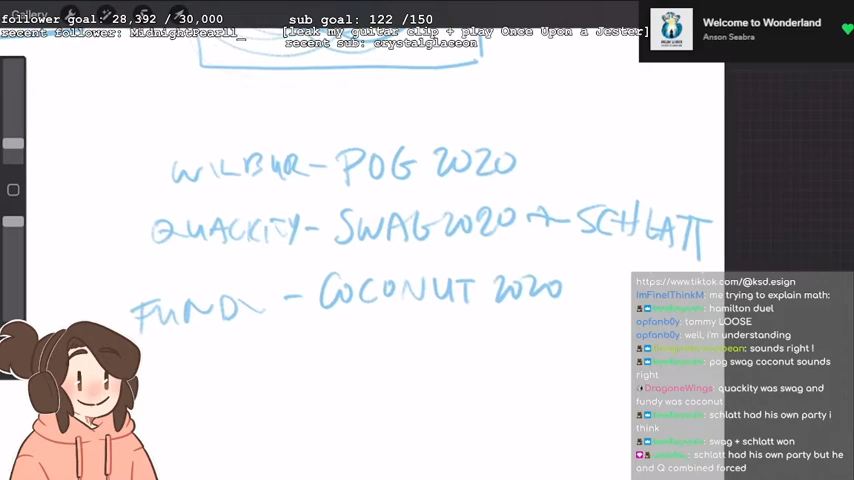 Gallery
follower goal: 28,392 / 30,000
sub goal: 122 /150
recent follower: MidnightPearll_
[leak my guitar clip + play Once Upon a Jester]
recent sub: crystalglaceon
Welcome to Wonderland
Anson Seabra
WILBUR - POG 2020
QUACKITY - SWAG 2020 + SCHLATT
FUNDY - COCONUT 2020
https://www.tiktok.com/@ksd.esign
ImFineIThinkM: me trying to explain math:
hamilton duel
opfanb0y: tommy LOOSE
opfanb0y: well, i'm understanding
sounds right !
pog swag coconut sounds
right
DragoneWings: quackity was swag and
fundy was coconut
schlatt had his own party i
think
swag + schlatt won
schlatt had his own party but he
and Q combined forced